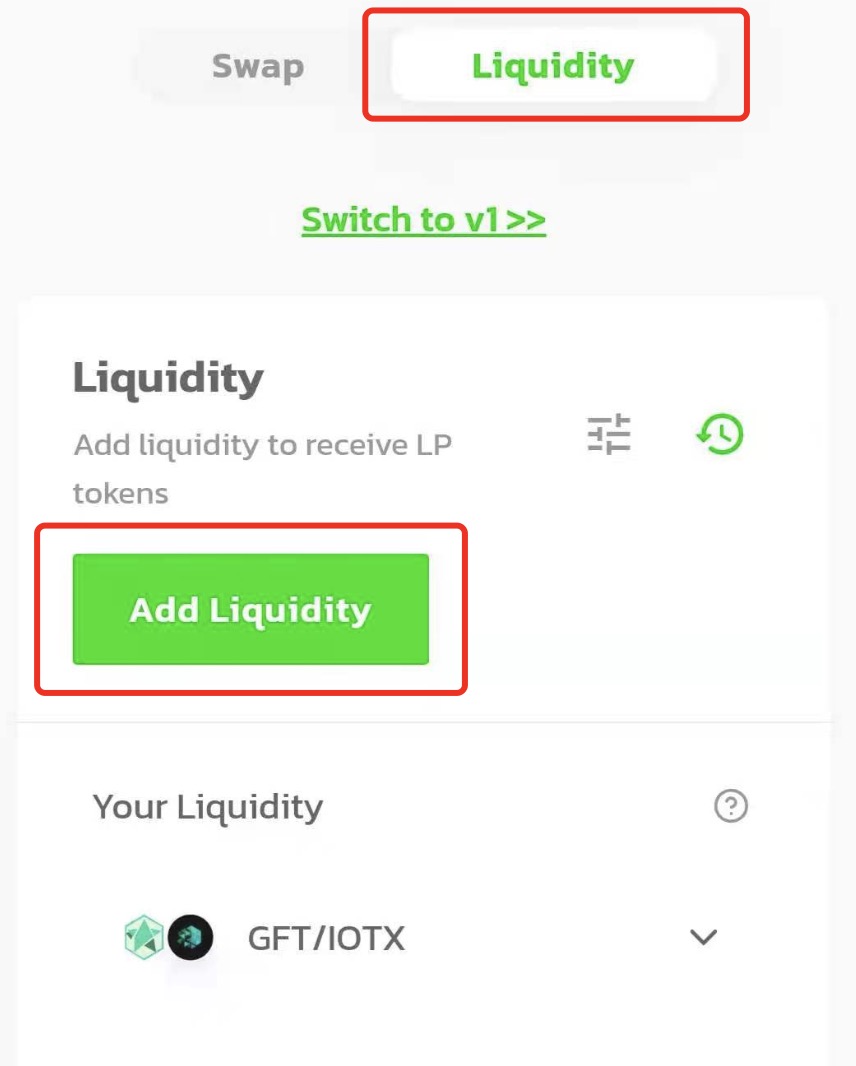 Swap
Liquidity
Switch to v1 >>
Liquidity
Add liquidity to receive LP
tokens
Add Liquidity
Your Liquidity
?
GFT/IOTX